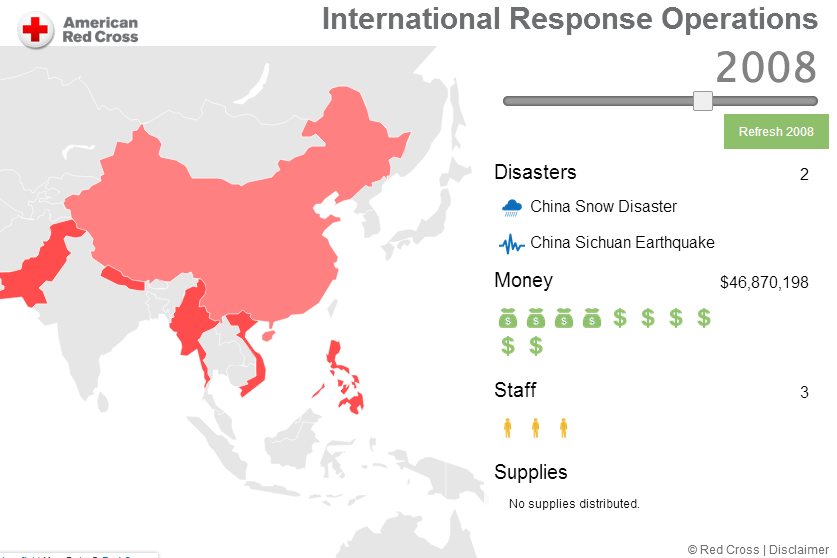 American
Red Cross
International Response Operations
2008
Refresh 2008
Disasters 2
China Snow Disaster
China Sichuan Earthquake
Money $46,870,198
$ $ $ $ $ $ $ $
$ $
Staff 3
Supplies
No supplies distributed.
© Red Cross | Disclaimer